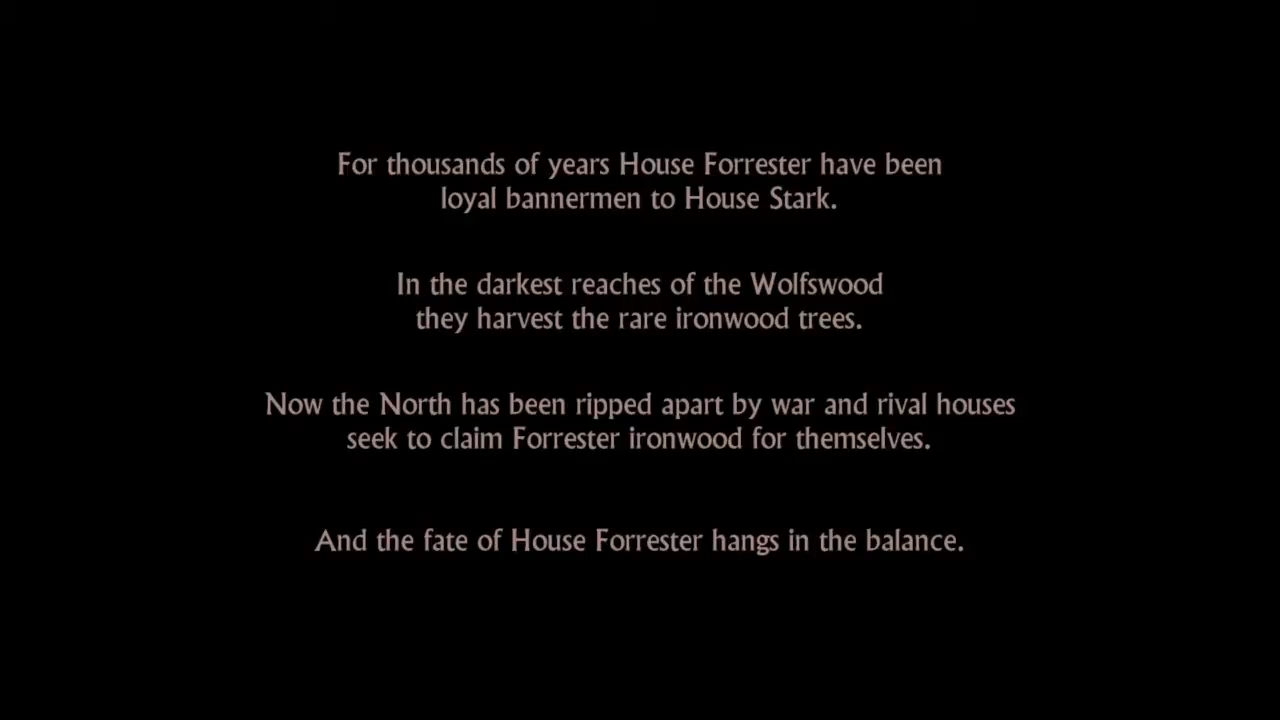 For thousands of years House Forrester have been
loyal bannermen to House Stark.
In the darkest reaches of the Wolfswood
they harvest the rare ironwood trees.
Now the North has been ripped apart by war and rival houses
seek to claim Forrester ironwood for themselves.
And the fate of House Forrester hangs in the balance.